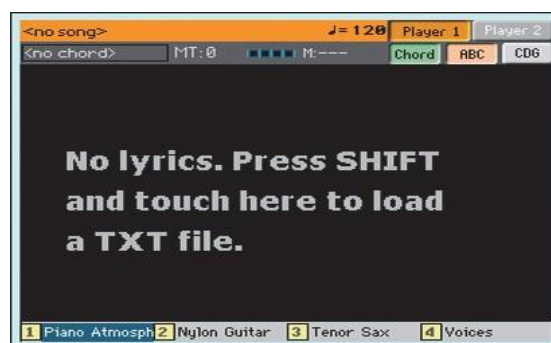 <no song> ♩=120 Player 1 Player 2
<no chord> MT:0 M:--- Chord ABC CDG
No lyrics. Press SHIFT
and touch here to load
a TXT file.
1 Piano Atmosph 2 Nylon Guitar 3 Tenor Sax 4 Voices